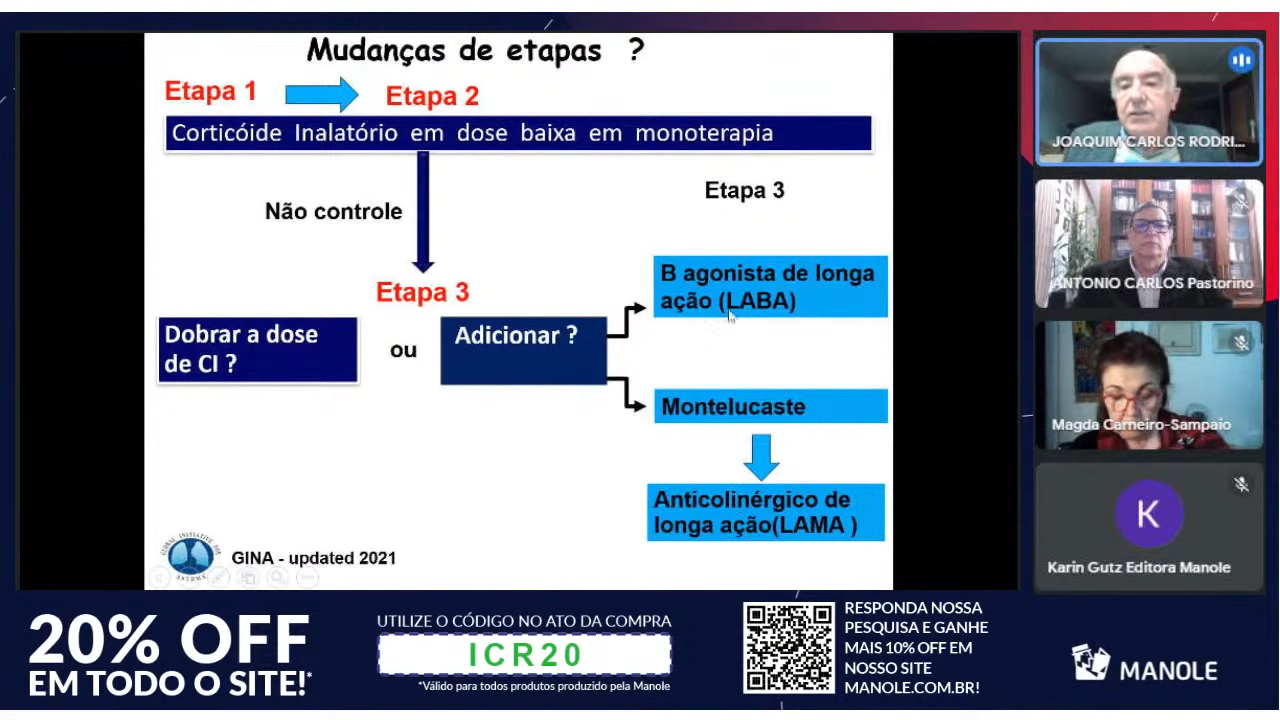 Mudanças de etapas ?
Etapa 1
Etapa 2
Corticóide Inalatório em dose baixa em monoterapia
Não controle
Etapa 3
Etapa 3
Dobrar a dose
de CI ?
ou
Adicionar ?
B agonista de longa
ação (LABA)
Montelucaste
Anticolinérgico de
longa ação(LAMA )
GINA - updated 2021
JOAQUIM CARLOS RODRI...
ANTONIO CARLOS Pastorino
Magda Carneiro-Sampaio
K
Karin Gutz Editora Manole
20% OFF
EM TODO O SITE!*
UTILIZE O CÓDIGO NO ATO DA COMPRA
ICR20
*Válido para todos produtos produzido pela Manole
RESPONDA NOSSA
PESQUISA E GANHE
MAIS 10% OFF EM
NOSSO SITE
MANOLE.COM.BR!
MANOLE